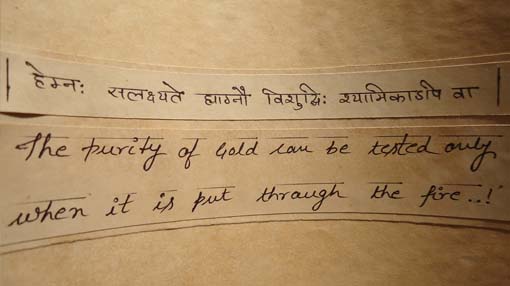 | हेम्नः सलक्ष्यते ह्याग्नौ विशुद्धिः श्यामिकाऽपि वा |
The purity of Gold can be tested only
when it is put through the fire..!